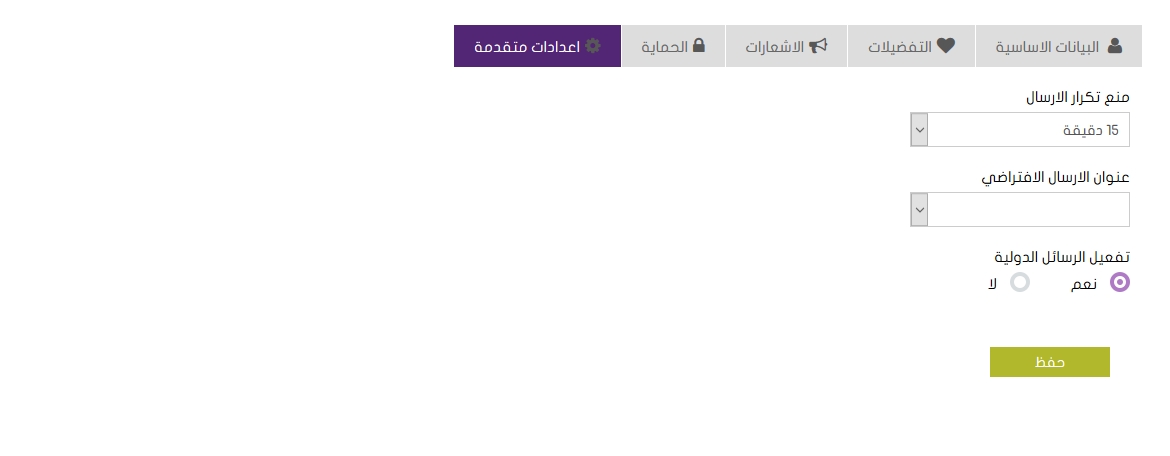 البيانات الاساسية
التفضيلات
الاشعارات
الحماية
اعدادات متقدمة
منع تكرار الارسال
15 دقيقة
عنوان الارسال الافتراضي
تفعيل الرسائل الدولية
نعم
لا
حفظ